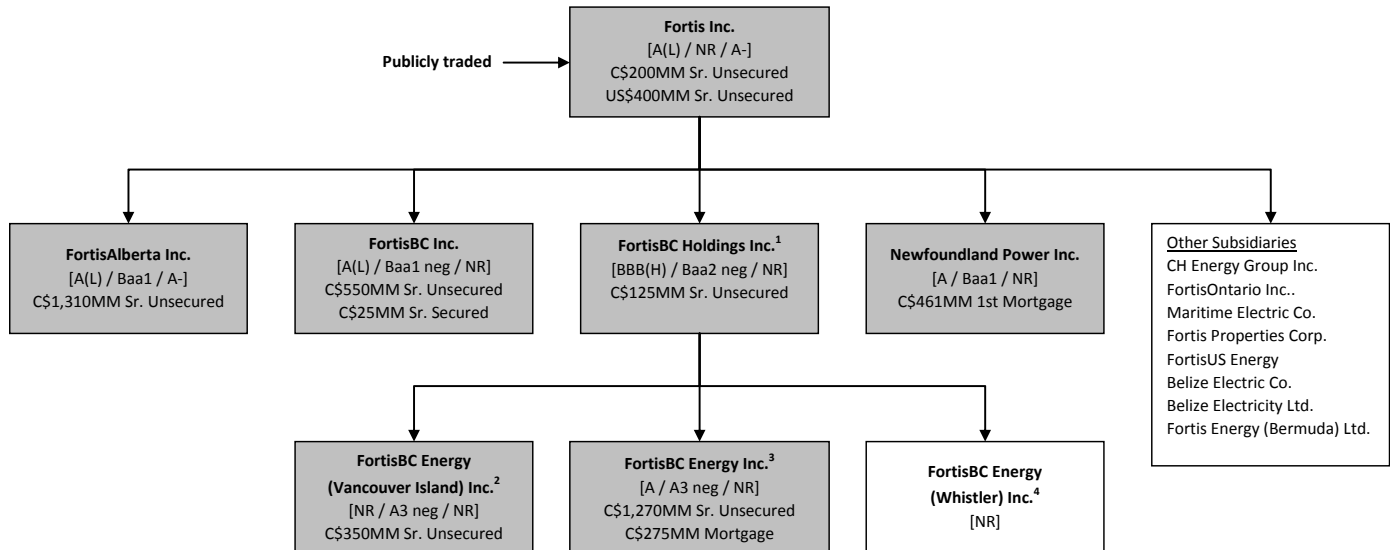 Fortis Inc.
[A(L) / NR / A-]
C$200MM Sr. Unsecured
US$400MM Sr. Unsecured
Publicly traded
FortisAlberta Inc.
[A(L) / Baa1 / A-]
C$1,310MM Sr. Unsecured
FortisBC Inc.
[A(L) / Baa1 neg / NR]
C$550MM Sr. Unsecured
C$25MM Sr. Secured
FortisBC Holdings Inc.1
[BBB(H) / Baa2 neg / NR]
C$125MM Sr. Unsecured
Newfoundland Power Inc.
[A / Baa1 / NR]
C$461MM 1st Mortgage
Other Subsidiaries
CH Energy Group Inc.
FortisOntario Inc..
Maritime Electric Co.
Fortis Properties Corp.
FortisUS Energy
Belize Electric Co.
Belize Electricity Ltd.
Fortis Energy (Bermuda) Ltd.
FortisBC Energy
(Vancouver Island) Inc.2
[NR / A3 neg / NR]
C$350MM Sr. Unsecured
FortisBC Energy Inc.3
[A / A3 neg / NR]
C$1,270MM Sr. Unsecured
C$275MM Mortgage
FortisBC Energy
(Whistler) Inc.4
[NR]